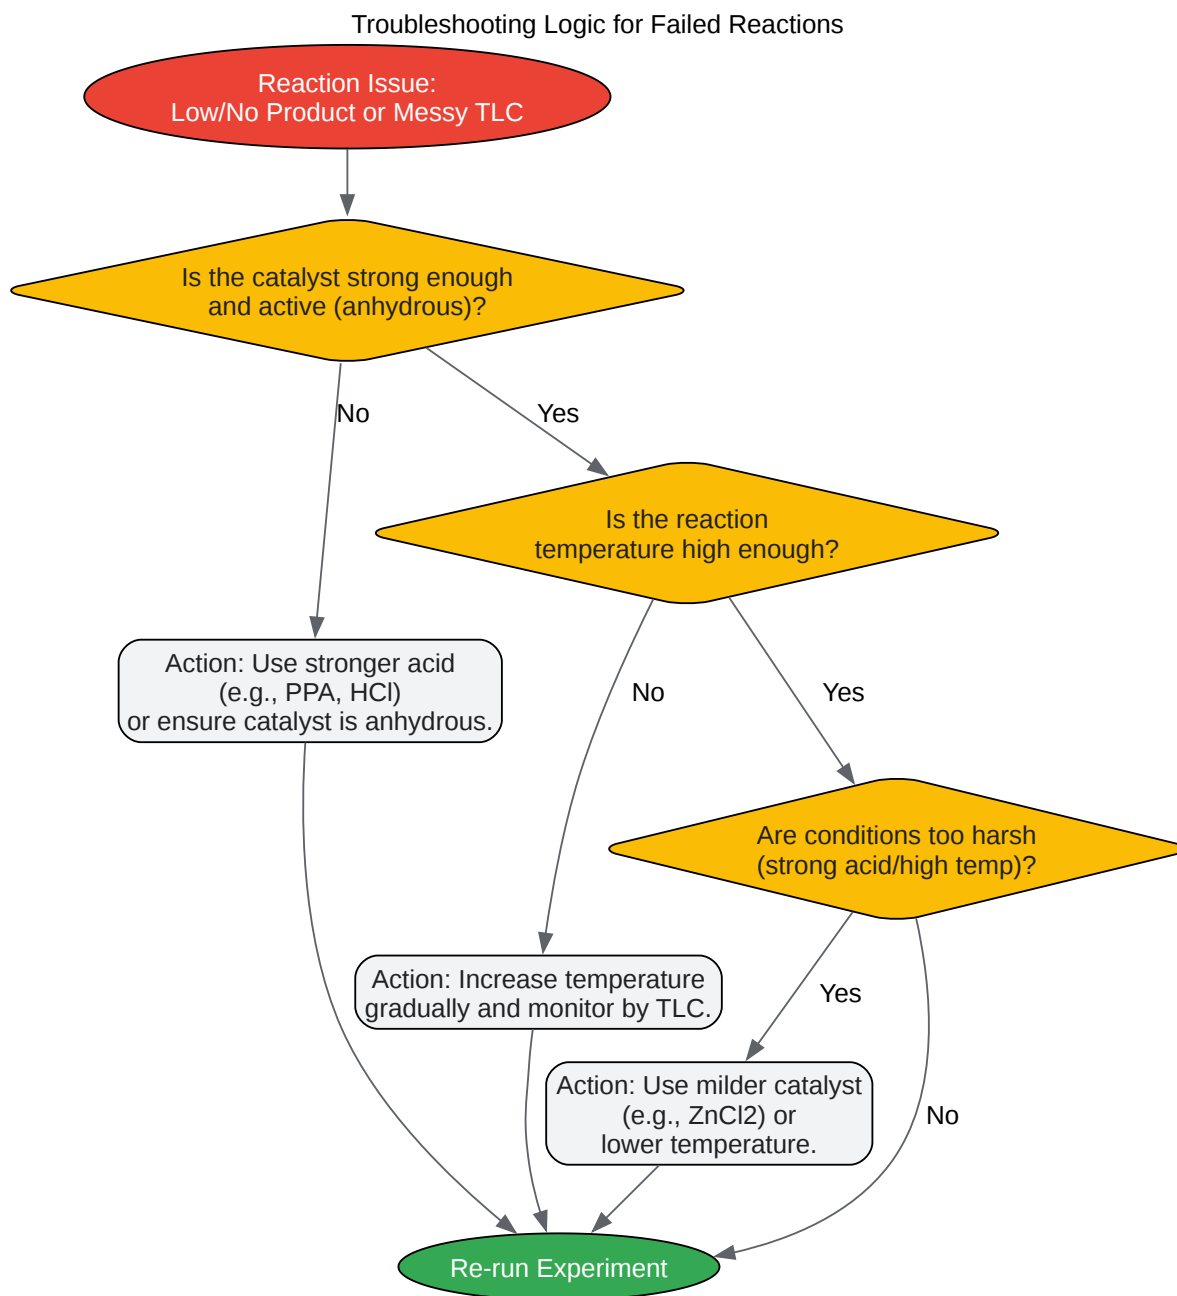 Troubleshooting Logic for Failed Reactions
Reaction Issue:
Low/No Product or Messy TLC
Is the catalyst strong enough
and active (anhydrous)?
No
Yes
Is the reaction
temperature high enough?
Action: Use stronger acid
(e.g., PPA, HCl)
or ensure catalyst is anhydrous.
No
Yes
Are conditions too harsh
(strong acid/high temp)?
Action: Increase temperature
gradually and monitor by TLC.
Yes
Action: Use milder catalyst
(e.g., ZnCl2) or
lower temperature.
No
Re-run Experiment